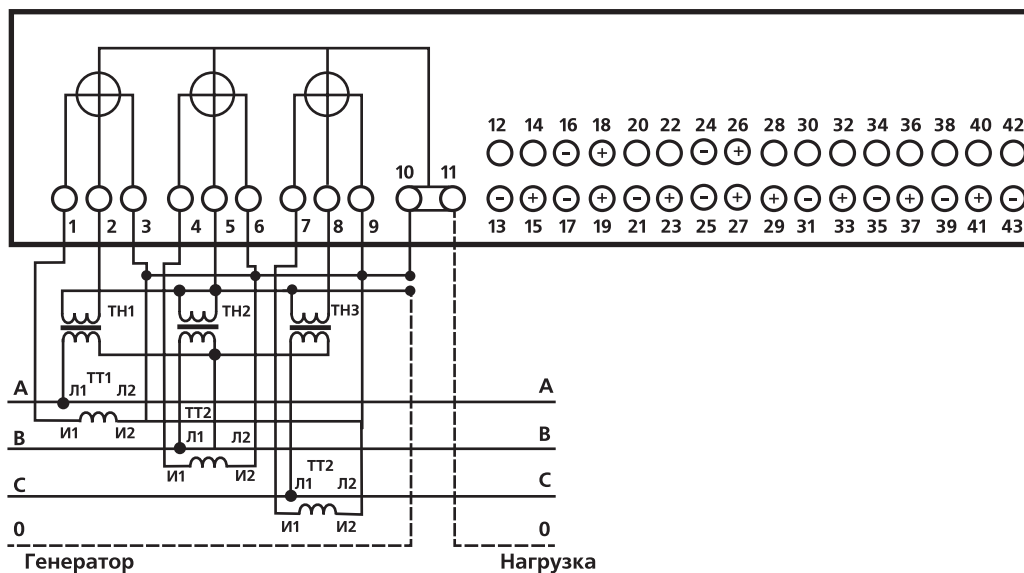 12 14 16 18 20 22 24 26 28 30 32 34 36 38 40 42
- + - +
10 11
- + - + - + - + + - + - + - + -
1 2 3 4 5 6 7 8 9 13 15 17 19 21 23 25 27 29 31 33 35 37 39 41 43
ТН1 ТН2 ТН3
ТТ1
A Л1 Л2 A
ТТ2
И1 И2 Л1 Л2
B B
И1 И2 ТТ2
C Л1 Л2 C
И1 И2
0 0
Генератор Нагрузка